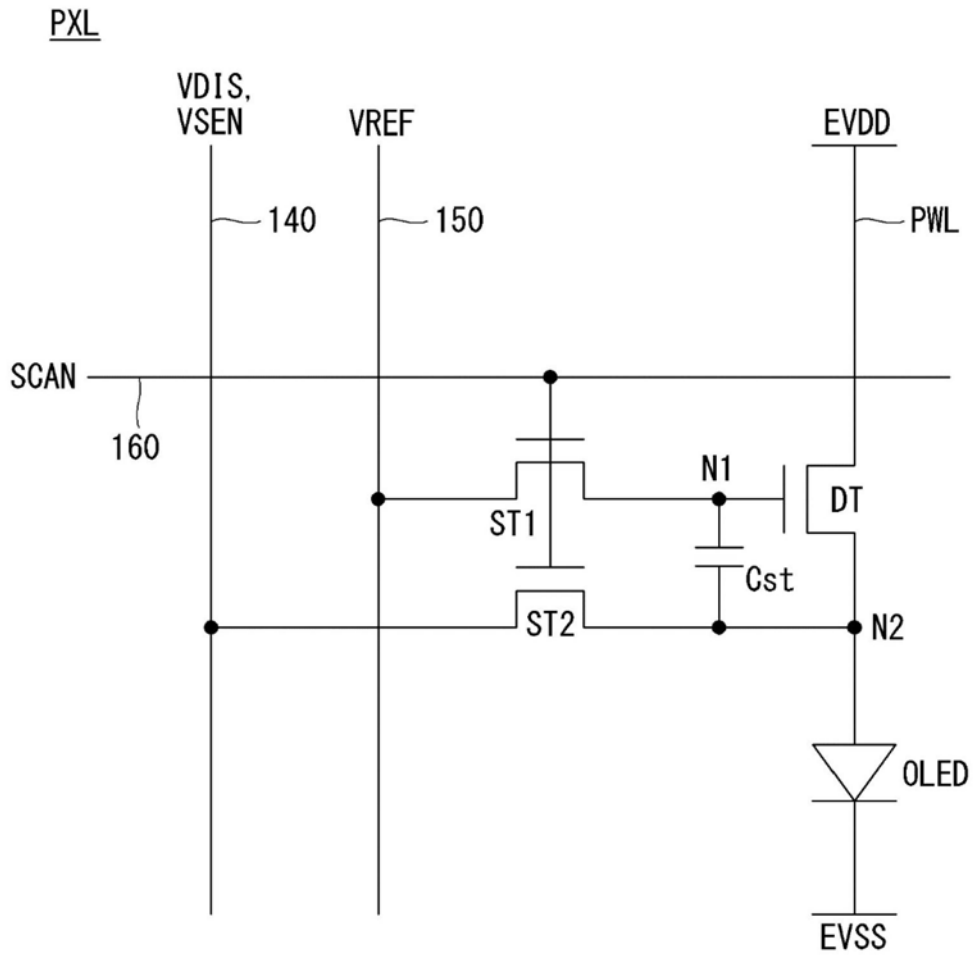 PXL
VDIS,
VSEN
VREF
EVDD
140
150
PWL
SCAN
160
N1
DT
ST1
Cst
ST2
N2
OLED
EVSS